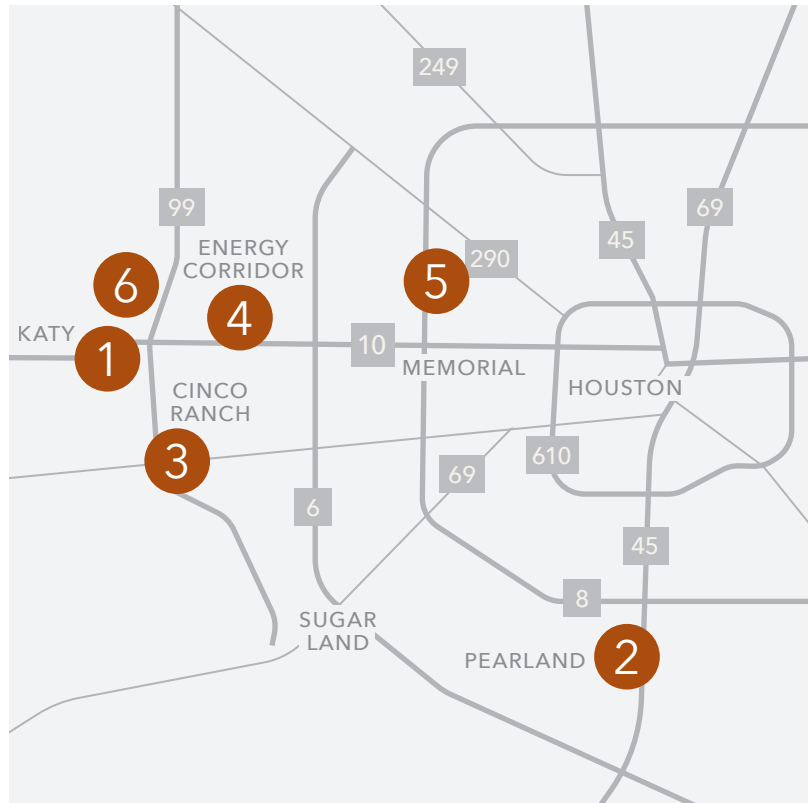 249
99
69
45
ENERGY
CORRIDOR
290
6
5
4
KATY
1
10
MEMORIAL
CINCO
RANCH
HOUSTON
3
610
69
6
45
8
SUGAR
LAND
PEARLAND
2